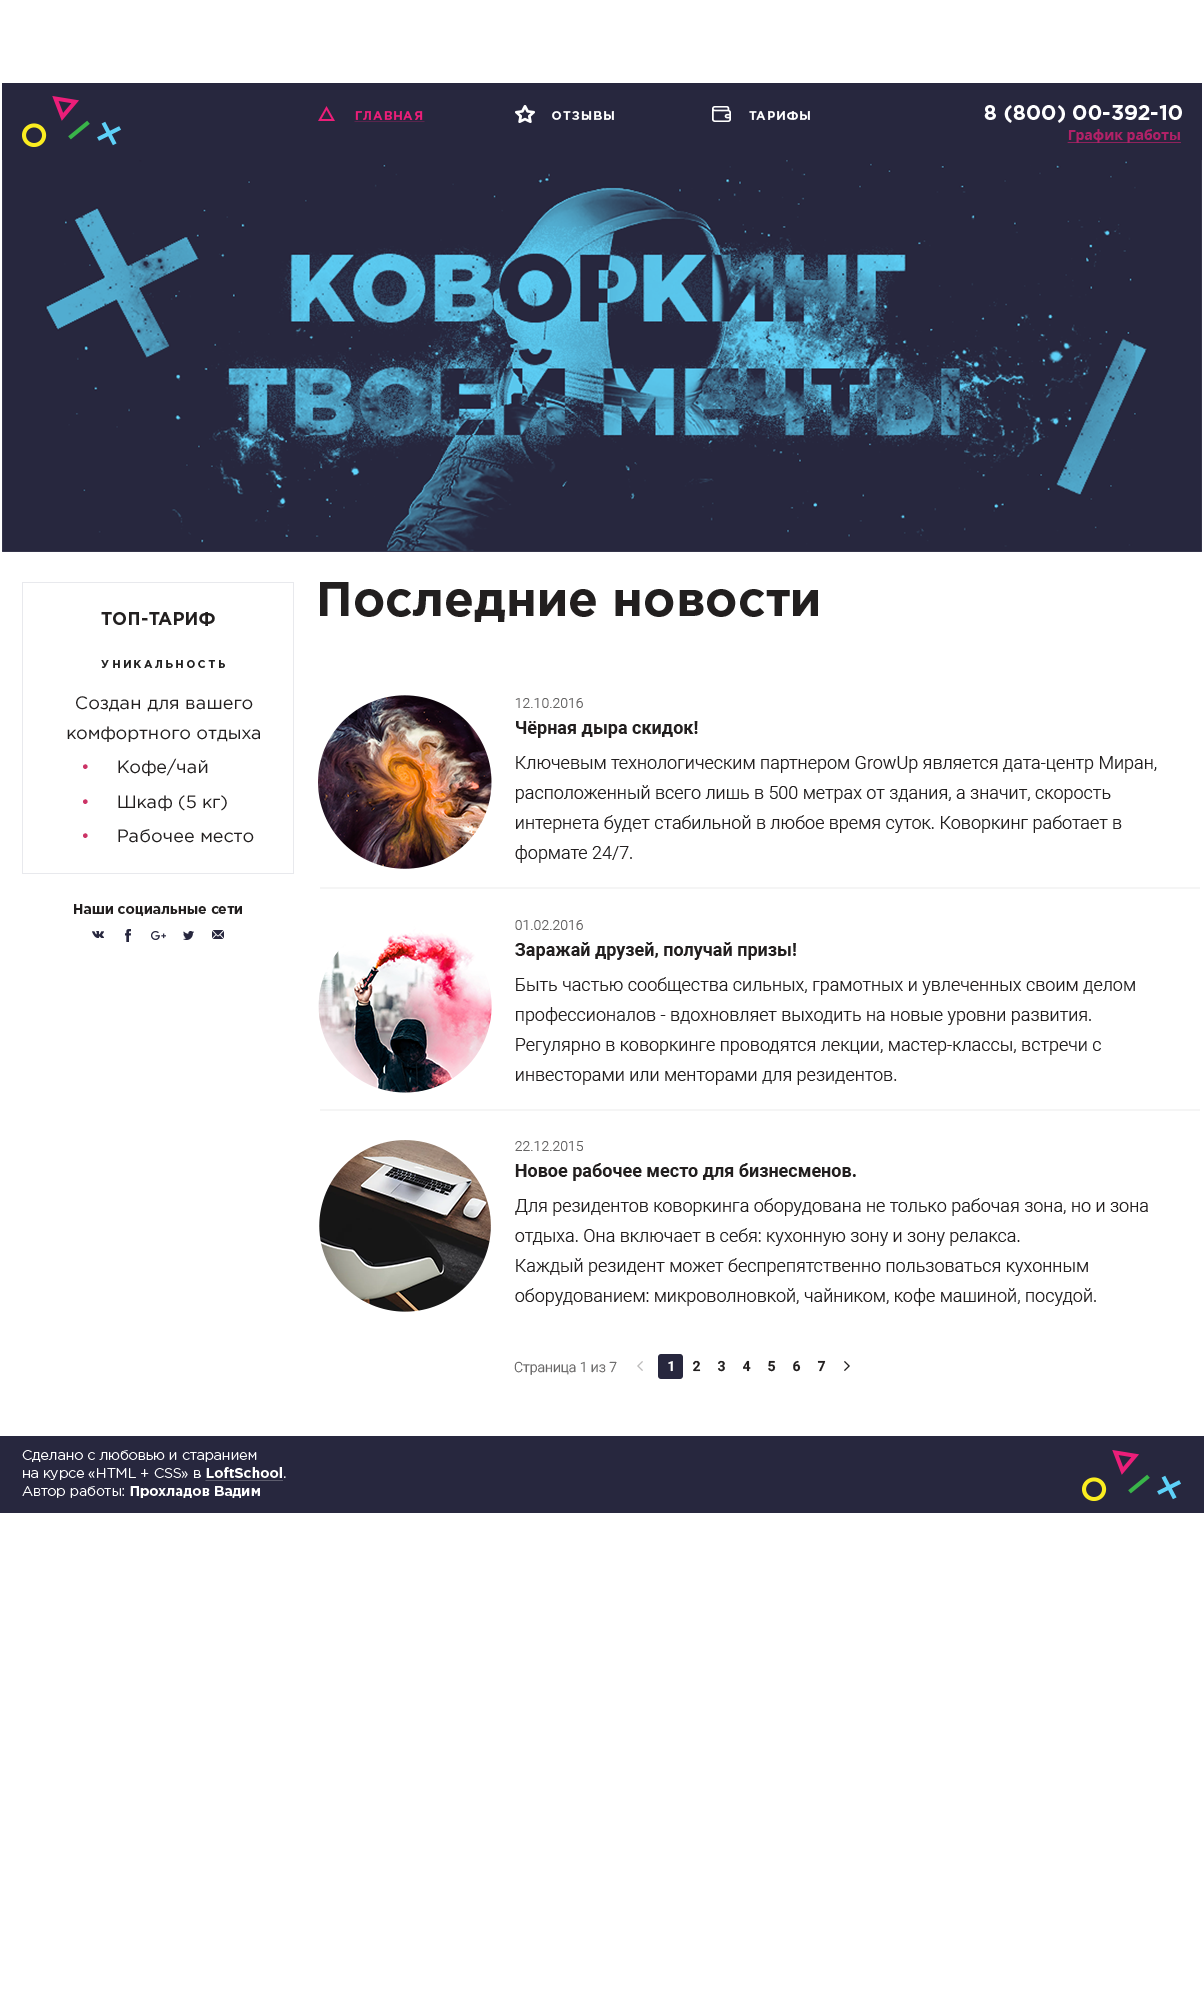 ГЛАВНАЯ
ОТЗЫВЫ
ТАРИФЫ
8 (800) 00-392-10
График работы
КОВОРКИНГ
ТВОЕЙ МЕЧТЫ
ТОП-ТАРИФ
УНИКАЛЬНОСТЬ
Создан для вашего
комфортного отдыха
• Кофе/чай
• Шкаф (5 кг)
• Рабочее место
Наши социальные сети
G+
Последние новости
12.10.2016
Чёрная дыра скидок!
Ключевым технологическим партнером GrowUp является дата-центр Миран,
расположенный всего лишь в 500 метрах от здания, а значит, скорость
интернета будет стабильной в любое время суток. Коворкинг работает в
формате 24/7.
01.02.2016
Заражай друзей, получай призы!
Быть частью сообщества сильных, грамотных и увлеченных своим делом
профессионалов - вдохновляет выходить на новые уровни развития.
Регулярно в коворкинге проводятся лекции, мастер-классы, встречи с
инвесторами или менторами для резидентов.
22.12.2015
Новое рабочее место для бизнесменов.
Для резидентов коворкинга оборудована не только рабочая зона, но и зона
отдыха. Она включает в себя: кухонную зону и зону релакса.
Каждый резидент может беспрепятственно пользоваться кухонным
оборудованием: микроволновкой, чайником, кофе машиной, посудой.
Страница 1 из 7 1 2 3 4 5 6 7
Сделано с любовью и старанием
на курсе «HTML + CSS» в LoftSchool.
Автор работы: Прохладов Вадим